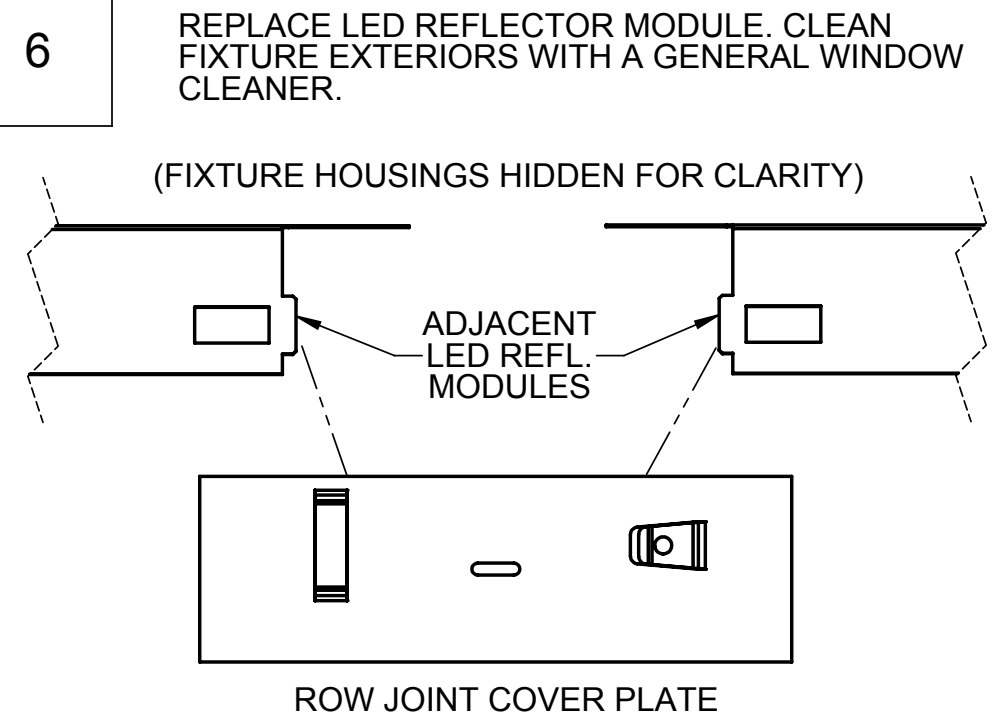 6
REPLACE LED REFLECTOR MODULE. CLEAN
FIXTURE EXTERIORS WITH A GENERAL WINDOW
CLEANER.
(FIXTURE HOUSINGS HIDDEN FOR CLARITY)
ADJACENT
LED REFL.
MODULES
ROW JOINT COVER PLATE